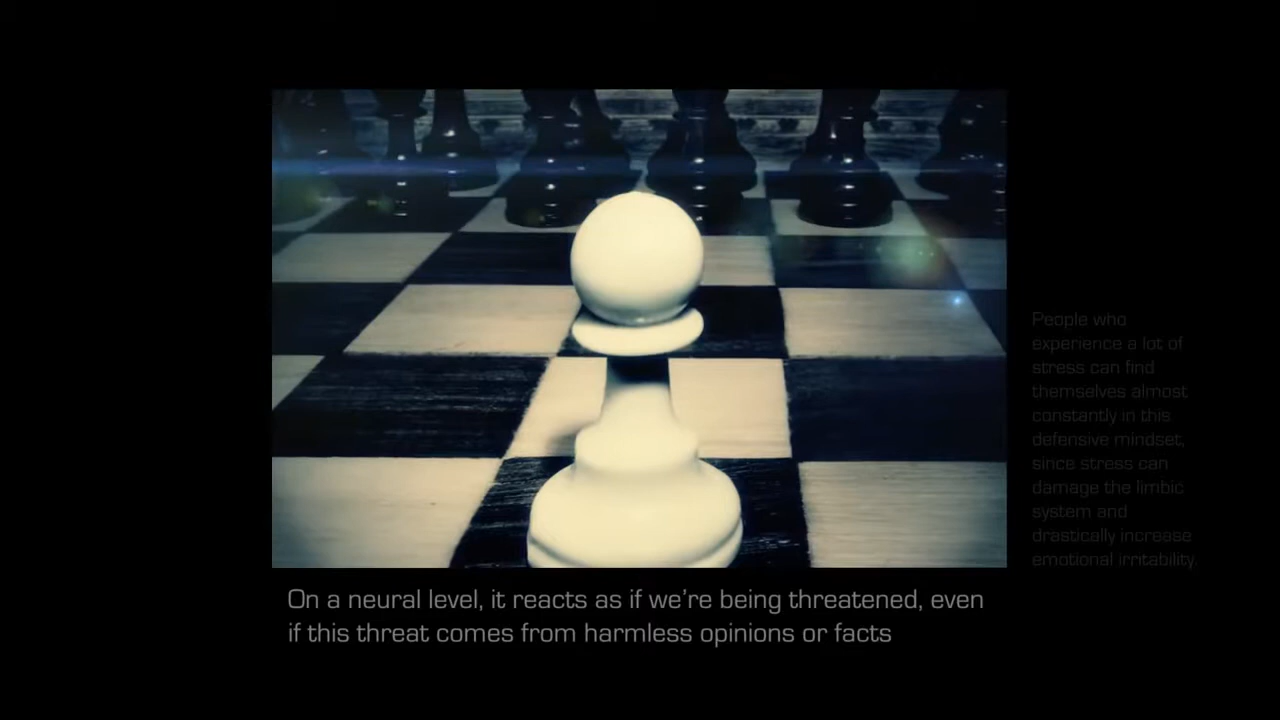 On a neural level, it reacts as if we're being threatened, even
if this threat comes from harmless opinions or facts
People who
experience a lot of
stress can find
themselves almost
constantly in this
defensive mindset,
since stress can
damage the limbic
system and
drastically increase
emotional irritability.